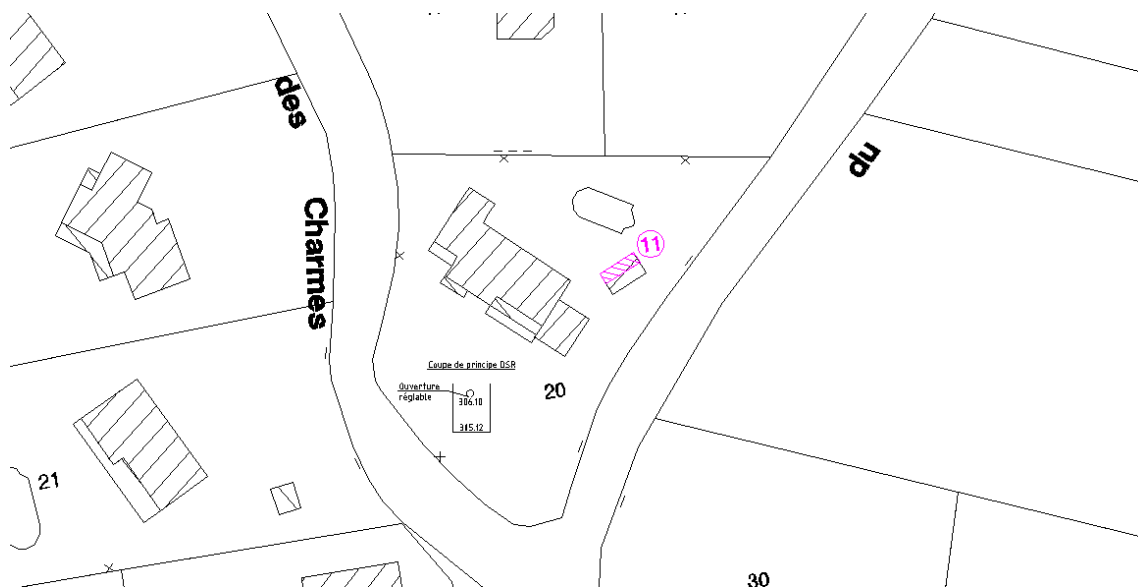 des
Charmes
du
11
Coupe de principe DSR
Ouverture
réglable
306.10
305.12
20
21
30